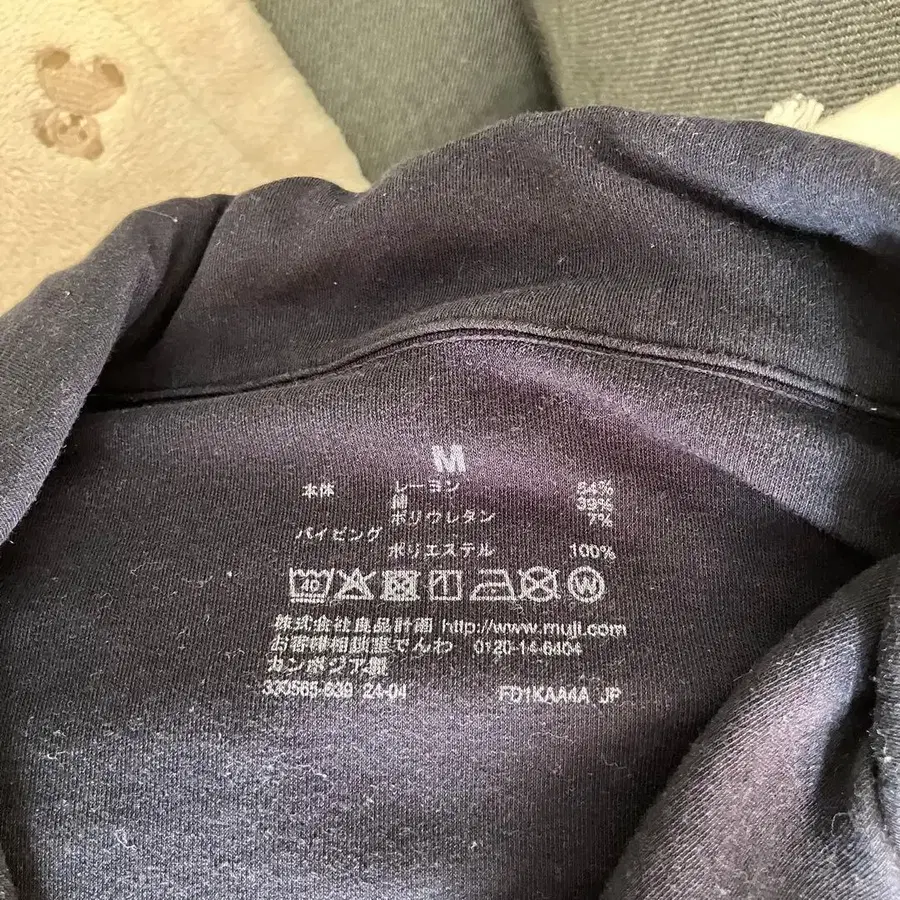 M
本体 レーヨン 54%
綿 39%
ポリウレタン 7%
パイピング
ポリエステル 100%
40
株式会社良品計画 http://www.muji.com
お客様相談室でんわ 0120-14-6404
カンボジア製
330565-639 24-04 FD1KAA4A JP